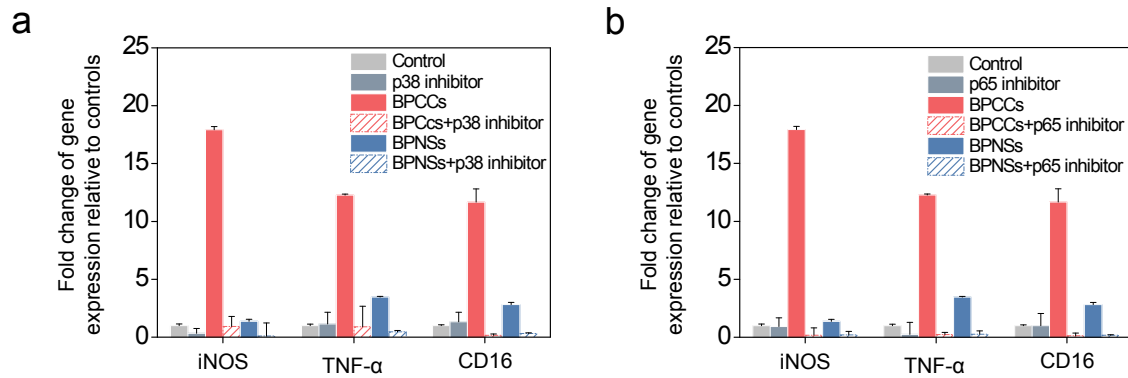 a
Fold change of gene
expression relative to controls
25
20
15
10
5
0
Control
p38 inhibitor
BPCCs
BPCcs+p38 inhibitor
BPNSs
BPNSs+p38 inhibitor
iNOS
TNF-α
CD16
b
Fold change of gene
expression relative to controls
25
20
15
10
5
0
Control
p65 inhibitor
BPCCs
BPCCs+p65 inhibitor
BPNSs
BPNSs+p65 inhibitor
iNOS
TNF-α
CD16